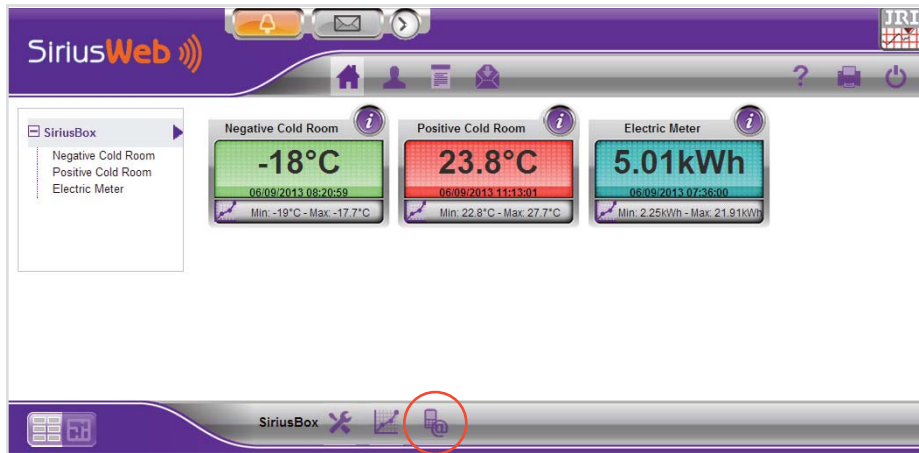 JRI
SiriusWeb
?
SiriusBox
Negative Cold Room
Positive Cold Room
Electric Meter
Negative Cold Room
i
-18°C
06/09/2013 08:20:59
Min: -19°C - Max: -17.7°C
Positive Cold Room
i
23.8°C
06/09/2013 11:13:01
Min: 22.8°C - Max: 27.7°C
Electric Meter
i
5.01kWh
06/09/2013 07:36:00
Min: 2.25kWh - Max: 21.91kWh
SiriusBox
@